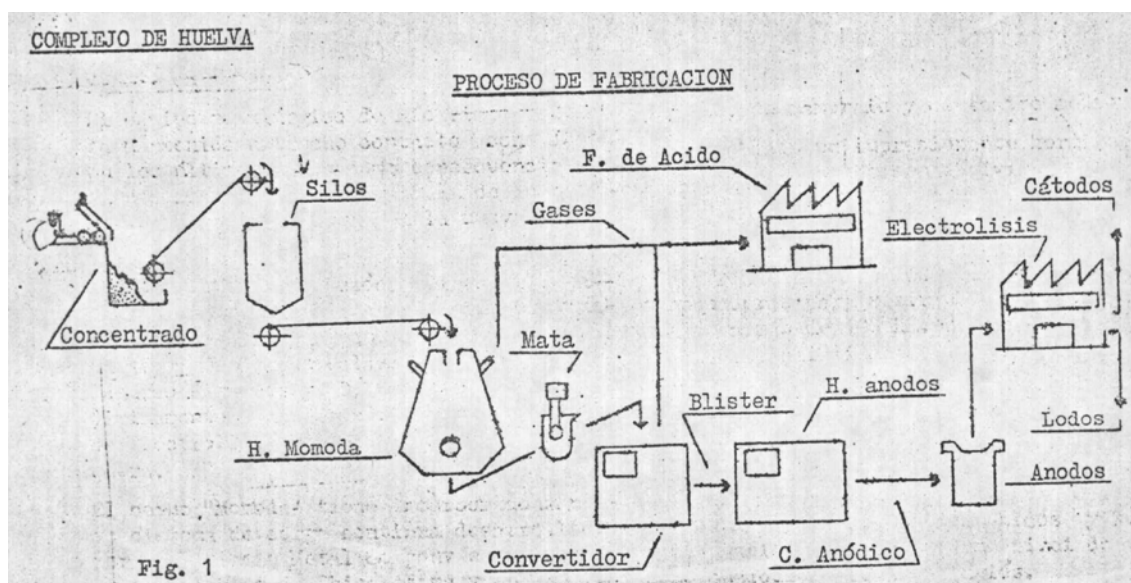 COMPLEJO DE HUELVA
PROCESO DE FABRICACION
F. de Acido
Silos
Cátodos
Gases
Electrolisis
Concentrado
Mata
H. anodos
Blister
H. Momoda
Lodos
Anodos
Convertidor
C. Anódico
Fig. 1